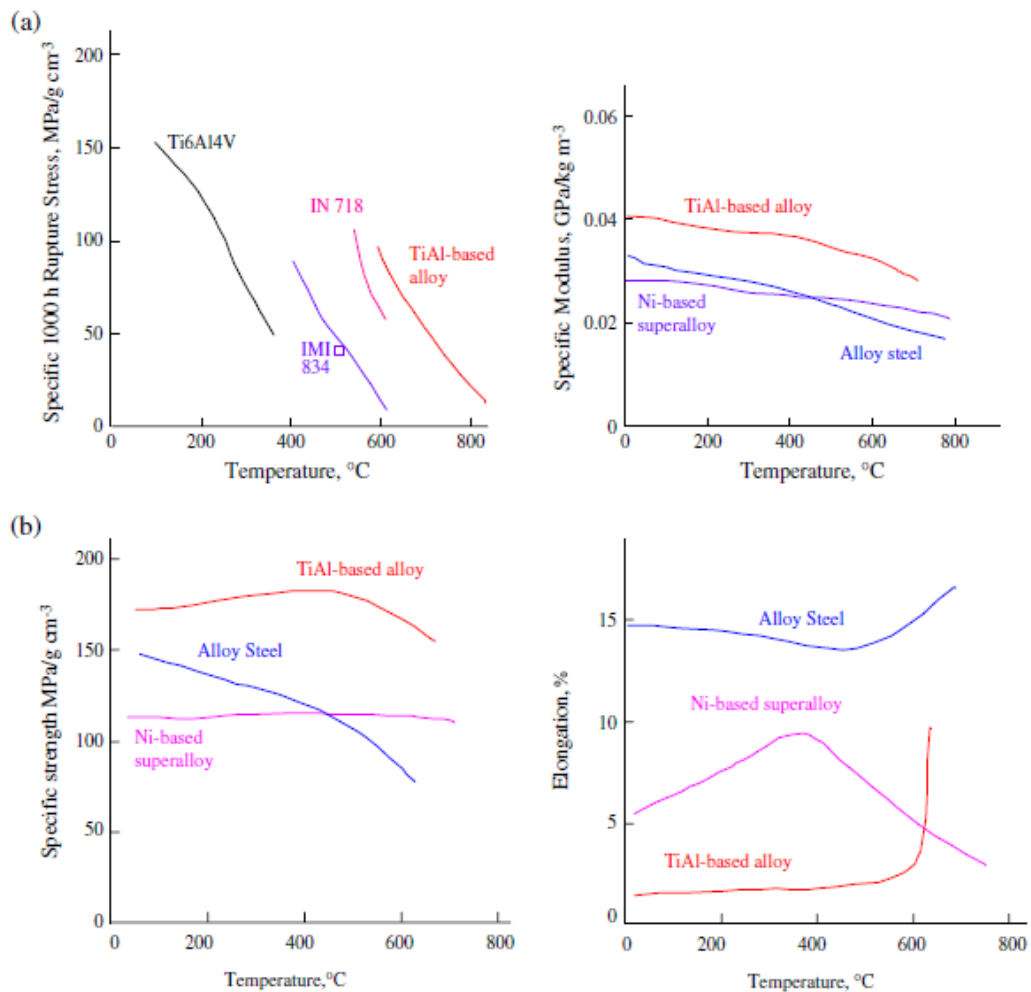 (a)
Specific 1000 h Rupture Stress, MPa/g cm-3
200
150
100
50
0
Ti6Al4V
IN 718
TiAl-based
alloy
IMI
834
0 200 400 600 800
Temperature, °C
Specific Modulus, GPa/kg m-3
0.06
0.04
0.02
0
TiAl-based alloy
Ni-based
superalloy
Alloy steel
0 200 400 600 800
Temperature, °C
(b)
Specific strength MPa/g cm-3
200
150
100
50
0
TiAl-based alloy
Alloy Steel
Ni-based
superalloy
0 200 400 600 800
Temperature,°C
Elongation, %
15
10
5
0
Alloy Steel
Ni-based superalloy
TiAl-based alloy
0 200 400 600 800
Temperature,°C